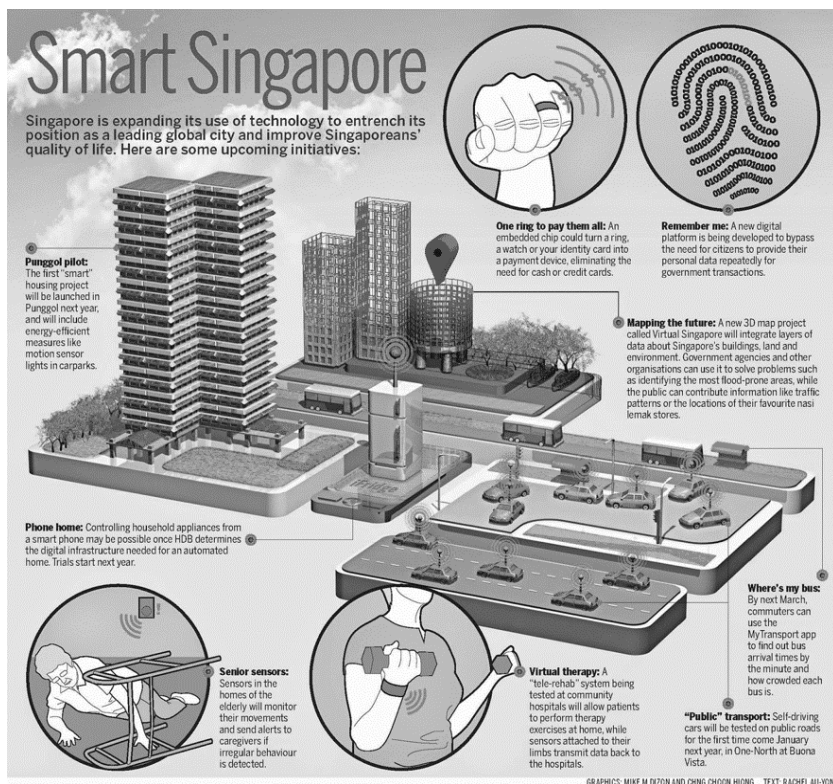 Smart Singapore
Singapore is expanding its use of technology to entrench its
position as a leading global city and improve Singaporeans'
quality of life. Here are some upcoming initiatives:
One ring to pay them all: An
embedded chip could turn a ring,
a watch or your identity card into
a payment device, eliminating the
need for cash or credit cards.
Remember me: A new digital
platform is being developed to bypass
the need for citizens to provide their
personal data repeatedly for
government transactions.
Punggol pilot:
The first "smart"
housing project
will be launched in
Punggol next year,
and will include
energy-efficient
measures like
motion sensor
lights in carparks.
Mapping the future: A new 3D map project
called Virtual Singapore will integrate layers of
data about Singapore's buildings, land and
environment. Government agencies and other
organisations can use it to solve problems such
as identifying the most flood-prone areas, while
the public can contribute information like traffic
patterns or the locations of their favourite nasi
lemak stores.
Phone home: Controlling household appliances from
a smart phone may be possible once HDB determines
the digital infrastructure needed for an automated
home. Trials start next year.
Where's my bus:
By next March,
commuters can
use the
MyTransport app
to find out bus
arrival times by
the minute and
how crowded each
bus is.
Senior sensors:
Sensors in the
homes of the
elderly will monitor
their movements
and send alerts to
caregivers if
irregular behaviour
is detected.
Virtual therapy: A
"tele-rehab" system being
tested at community
hospitals will allow patients
to perform therapy
exercises at home, while
sensors attached to their
limbs transmit data back to
the hospitals.
"Public" transport: Self-driving
cars will be tested on public roads
for the first time come January
next year, in One-North at Buona
Vista.
GRAPHICS: MIKE M DIZON AND CHNG CHOON HIONG TEXT: RACHEL AU-YONG